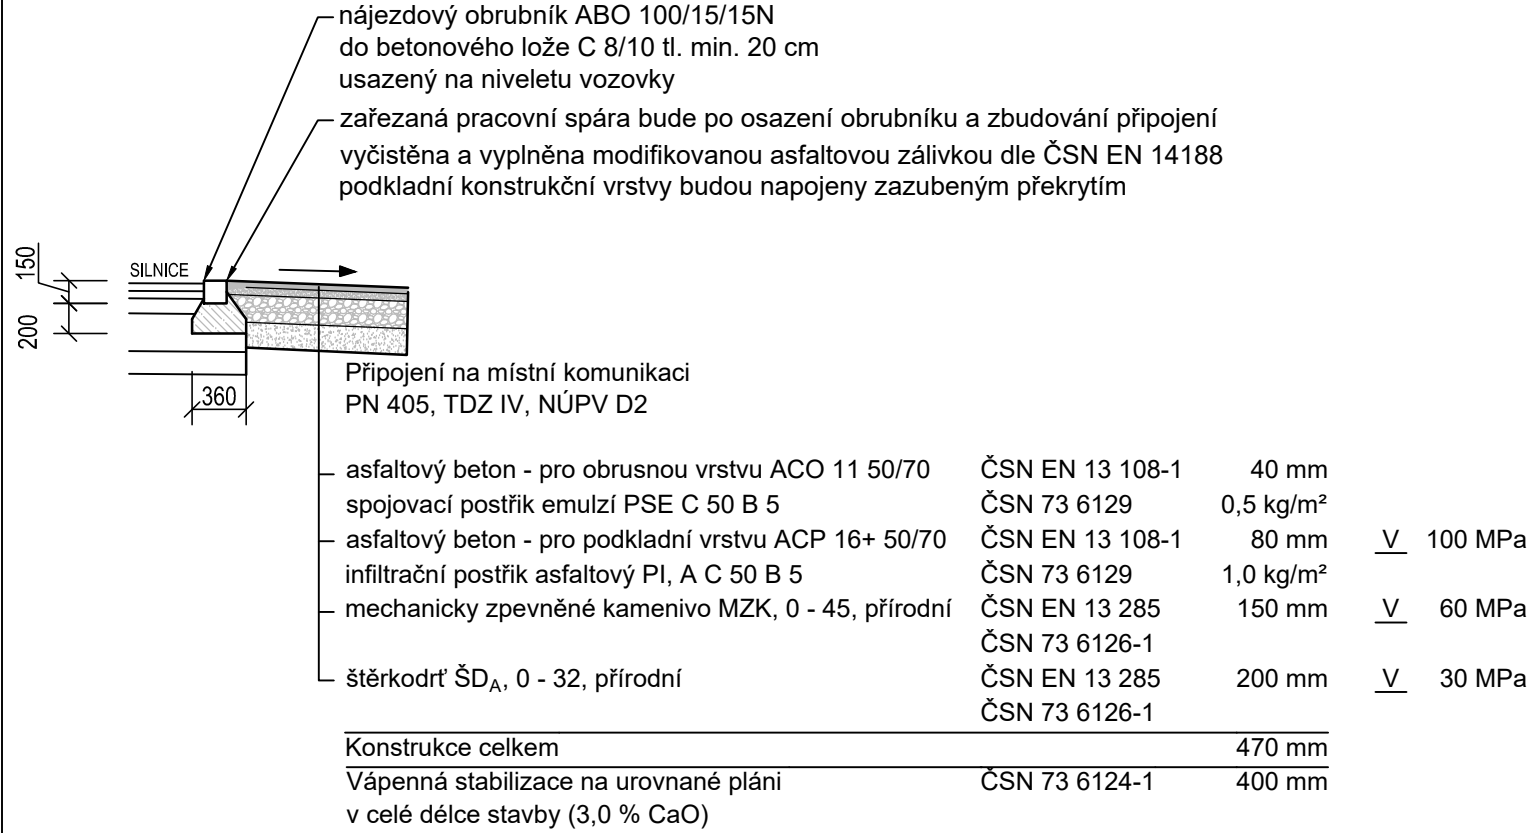 nájezdový obrubník ABO 100/15/15N
do betonového lože C 8/10 tl. min. 20 cm
usazený na niveletu vozovky
zařezaná pracovní spára bude po osazení obrubníku a zbudování připojení
vyčistěna a vyplněna modifikovanou asfaltovou zálivkou dle ČSN EN 14188
podkladní konstrukční vrstvy budou napojeny zazubeným překrytím
150
SILNICE
200
360
Připojení na místní komunikaci
PN 405, TDZ IV, NÚPV D2
asfaltový beton - pro obrusnou vrstvu ACO 11 50/70 ČSN EN 13 108-1 40 mm
spojovací postřik emulzí PSE C 50 B 5 ČSN 73 6129 0,5 kg/m²
asfaltový beton - pro podkladní vrstvu ACP 16+ 50/70 ČSN EN 13 108-1 80 mm V 100 MPa
infiltrační postřik asfaltový PI, A C 50 B 5 ČSN 73 6129 1,0 kg/m²
mechanicky zpevněné kamenivo MZK, 0 - 45, přírodní ČSN EN 13 285 150 mm V 60 MPa
ČSN 73 6126-1
štěrkodrť ŠDA, 0 - 32, přírodní ČSN EN 13 285 200 mm V 30 MPa
ČSN 73 6126-1
Konstrukce celkem 470 mm
Vápenná stabilizace na urovnané pláni ČSN 73 6124-1 400 mm
v celé délce stavby (3,0 % CaO)